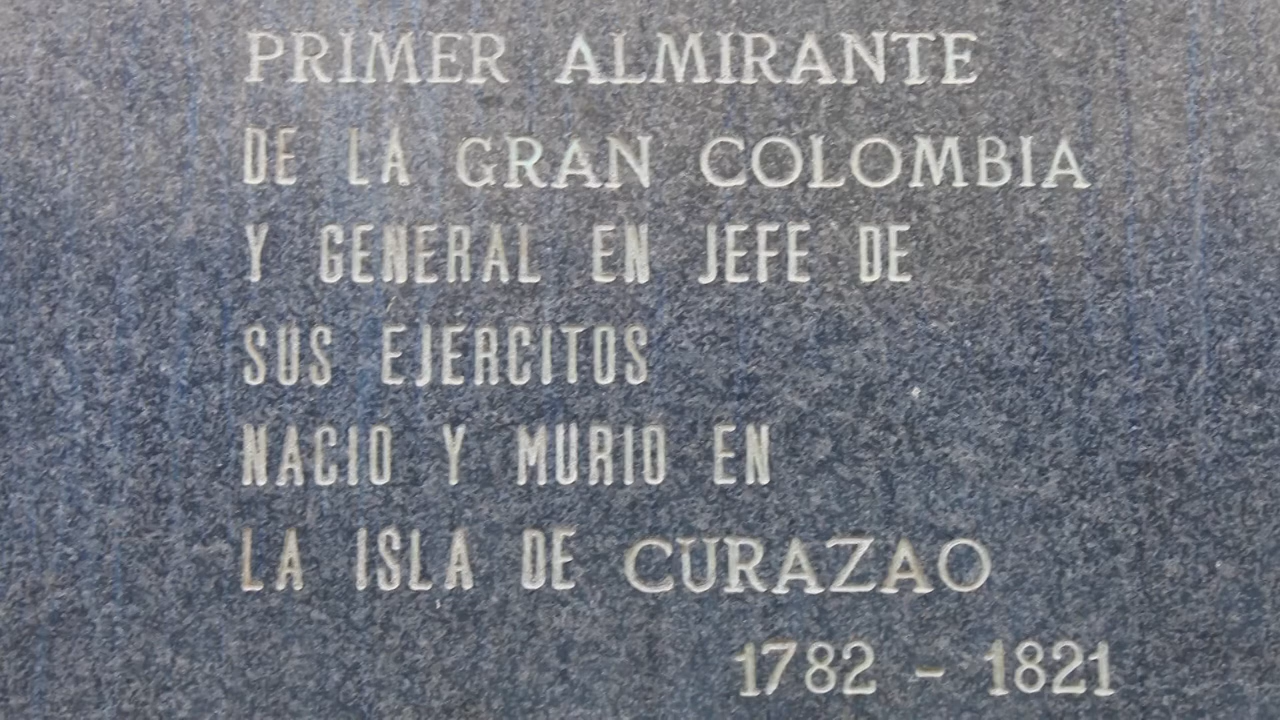 PRIMER ALMIRANTE
DE LA GRAN COLOMBIA
Y GENERAL EN JEFE DE
SUS EJERCITOS
NACIO Y MURIO EN
LA ISLA DE CURAZAO
1782 - 1821